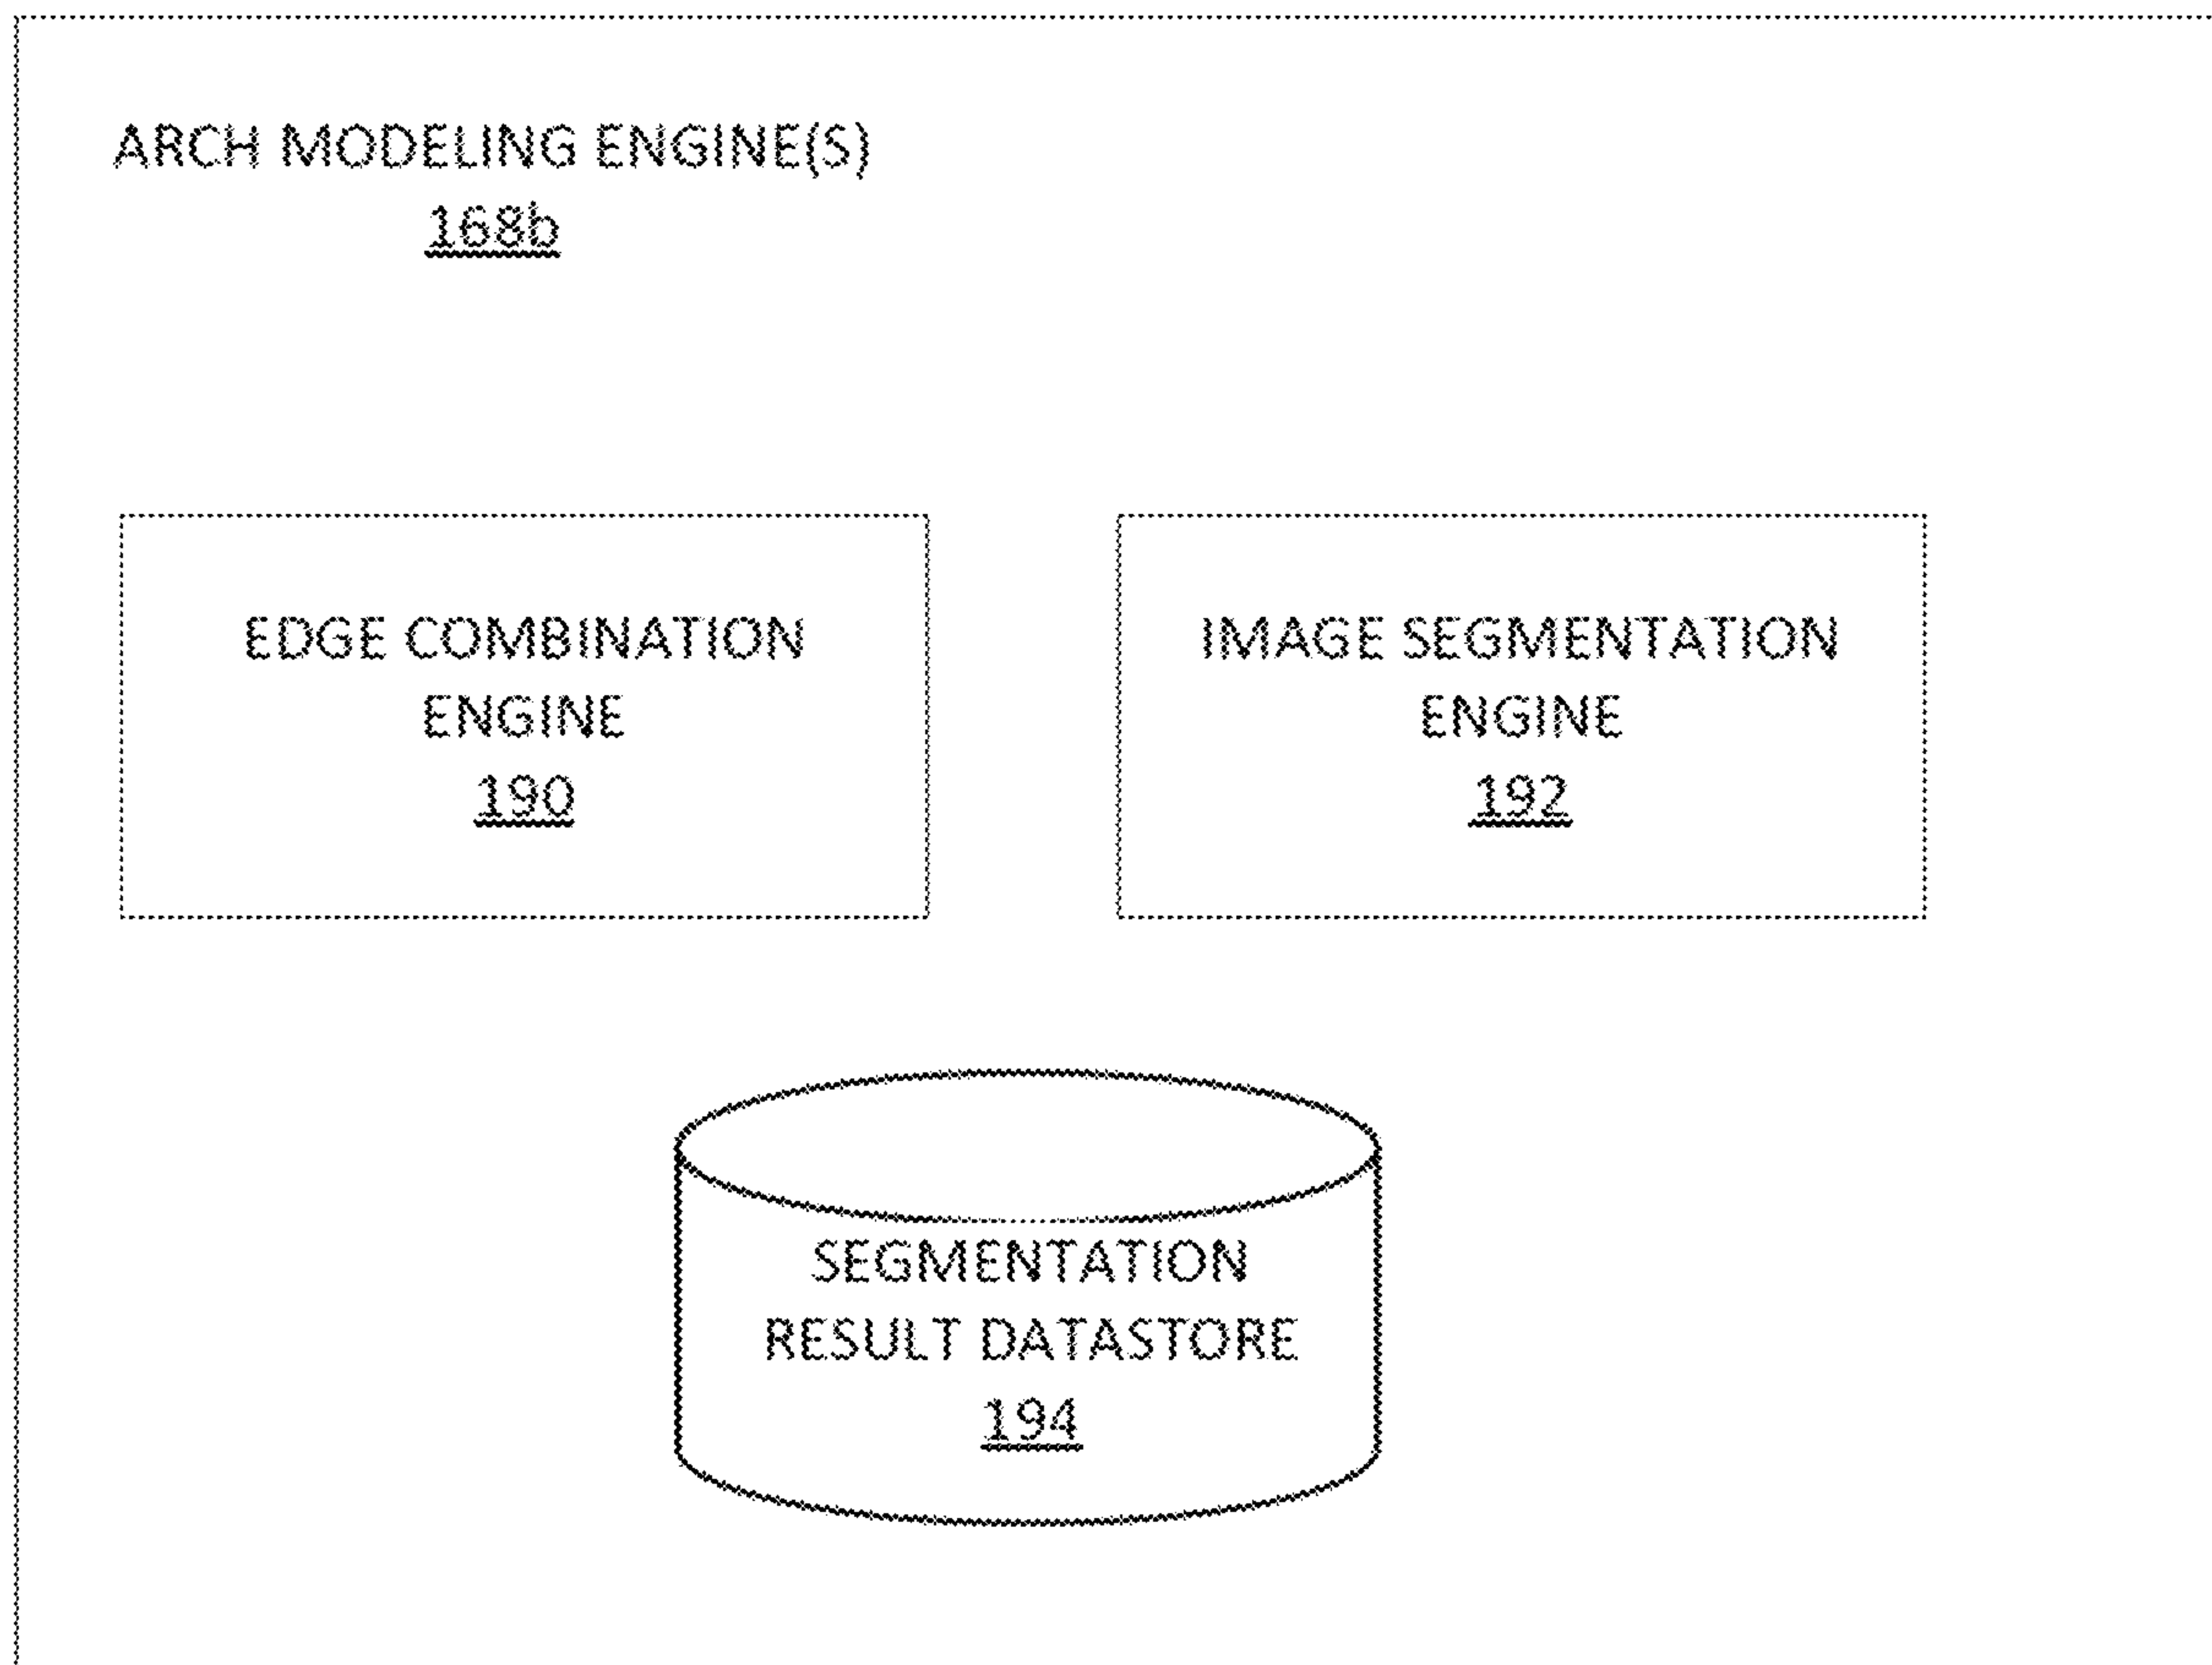 ARCH MODELING ENGINE(S)
168b
EDGE COMBINATION
ENGINE
190
IMAGE SEGMENTATION
ENGINE
192
SEGMENTATION
RESULT DATASTORE
194